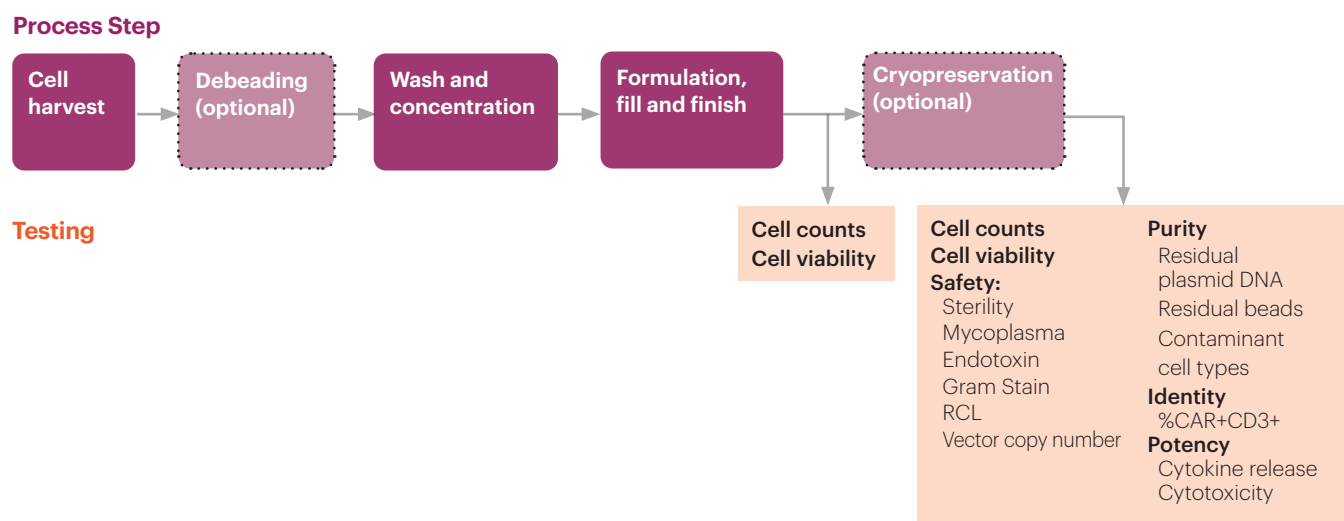 Process Step
Cell
harvest
Debeading
(optional)
Wash and
concentration
Formulation,
fill and finish
Cryopreservation
(optional)
Testing
Cell counts
Cell viability
Cell counts
Cell viability
Safety:
Sterility
Mycoplasma
Endotoxin
Gram Stain
RCL
Vector copy number
Purity
Residual
plasmid DNA
Residual beads
Contaminant
cell types
Identity
%CAR+CD3+
Potency
Cytokine release
Cytotoxicity